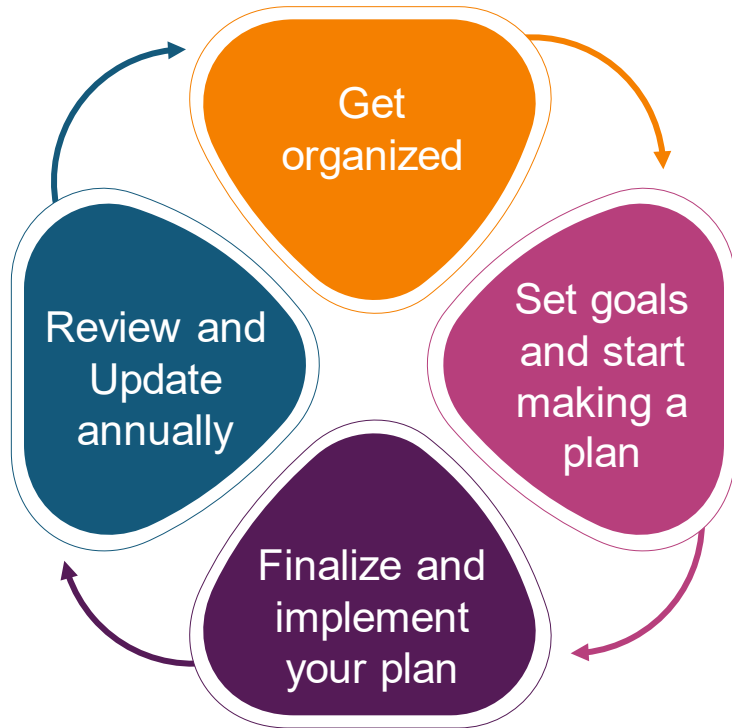 Get
organized
Set goals
and start
making a
plan
Finalize and
implement
your plan
Review and
Update
annually